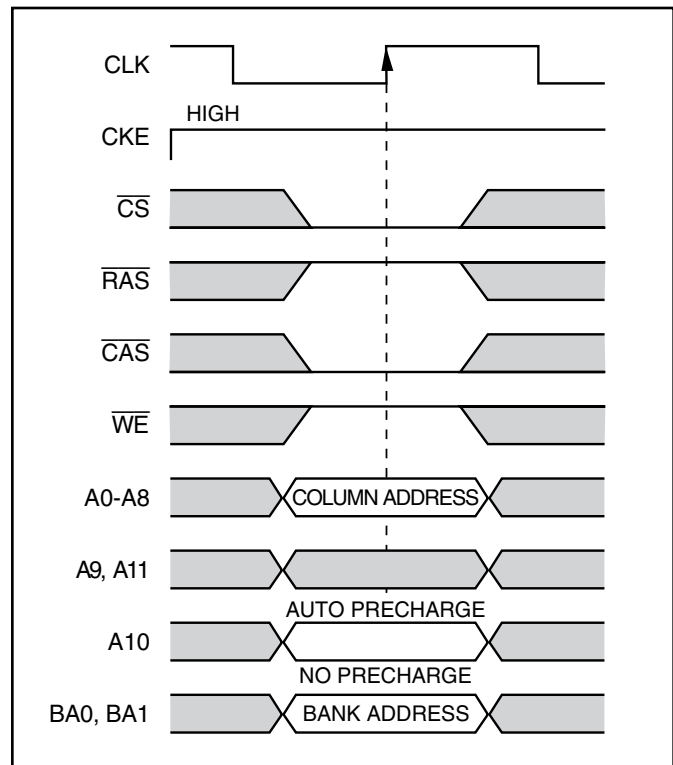 CLK
HIGH
CKE
CS
RAS
CAS
WE
A0-A8 COLUMN ADDRESS
A9, A11
AUTO PRECHARGE
A10
NO PRECHARGE
BA0, BA1 BANK ADDRESS